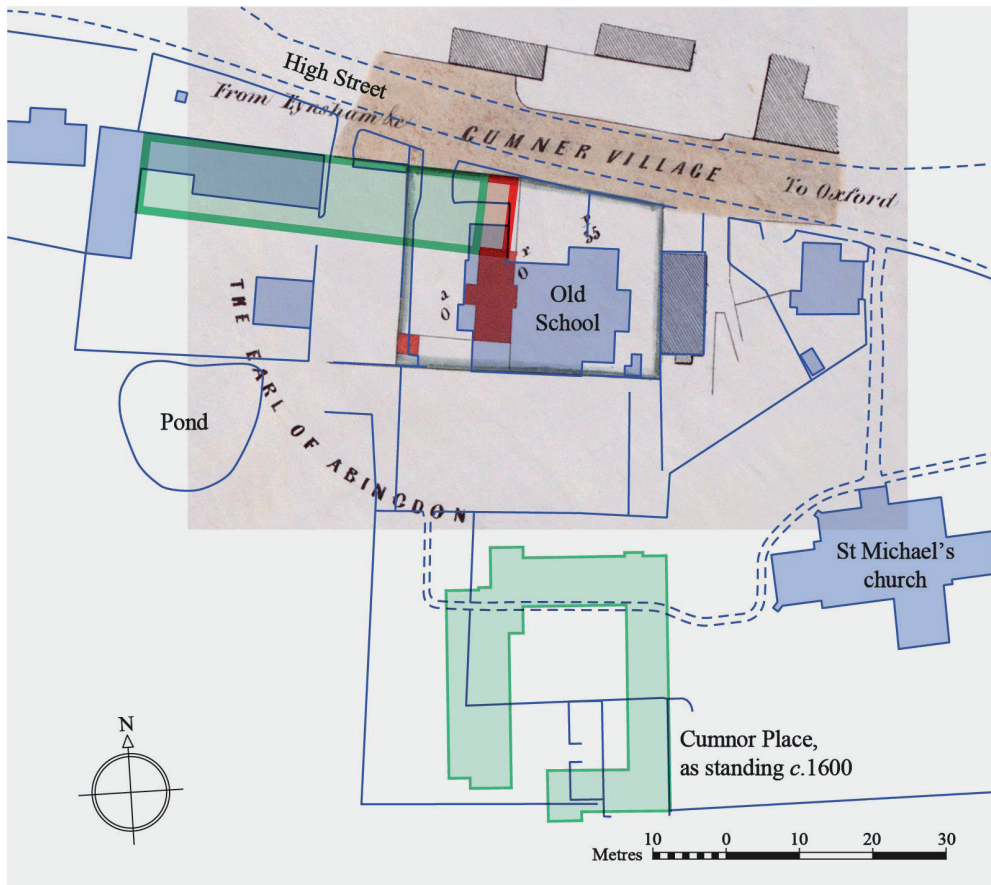 High Street
From Eynsham &c
CUMNER VILLAGE
To Oxford
Old
School
THE EARL OF ABINGDON
Pond
St Michael's
church
Cumnor Place,
as standing c.1600
N
Metres
10 0 10 20 30